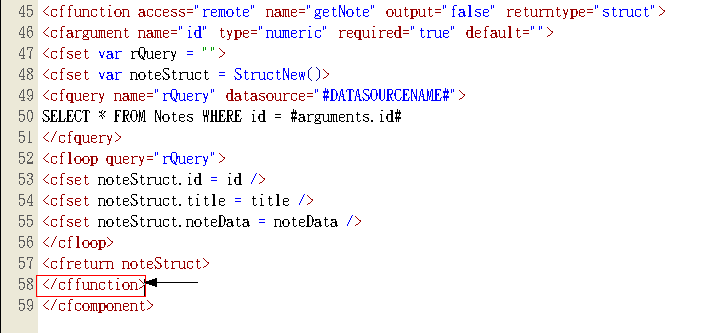 45 <cffunction access="remote" name="getNote" output="false" returntype="struct">
46 <cfargument name="id" type="numeric" required="true" default="">
47 <cfset var rQuery = "">
48 <cfset var noteStruct = StructNew()>
49 <cfquery name="rQuery" datasource="#DATASOURCENAME#">
50 SELECT * FROM Notes WHERE id = #arguments.id#
51 </cfquery>
52 <cfloop query="rQuery">
53 <cfset noteStruct.id = id />
54 <cfset noteStruct.title = title />
55 <cfset noteStruct.noteData = noteData />
56 </cfloop>
57 <cfreturn noteStruct>
58 </cffunction>
59 </cfcomponent>